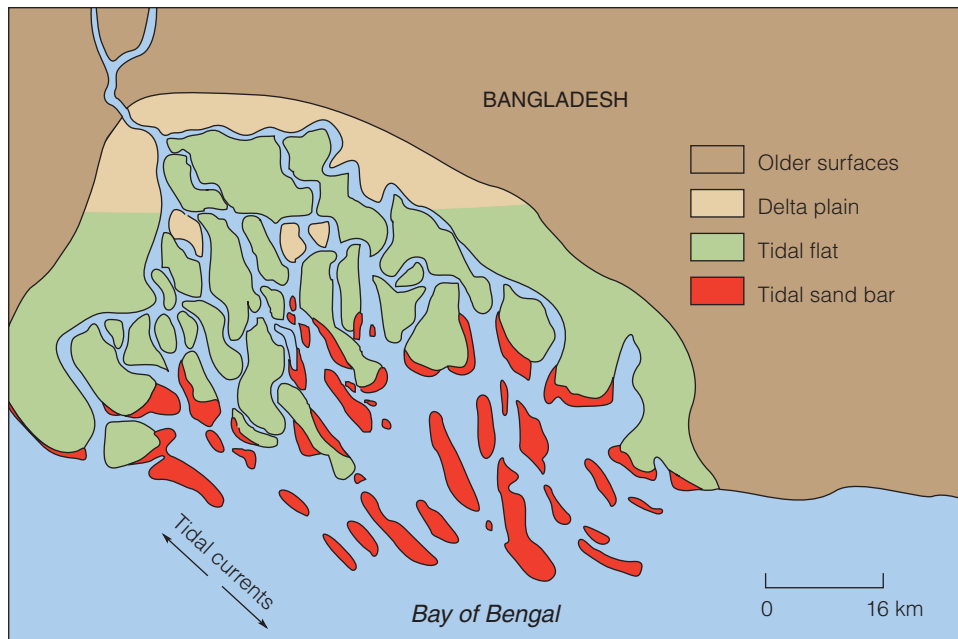 BANGLADESH
Older surfaces
Delta plain
Tidal flat
Tidal sand bar
Tidal currents
Bay of Bengal
0 16 km